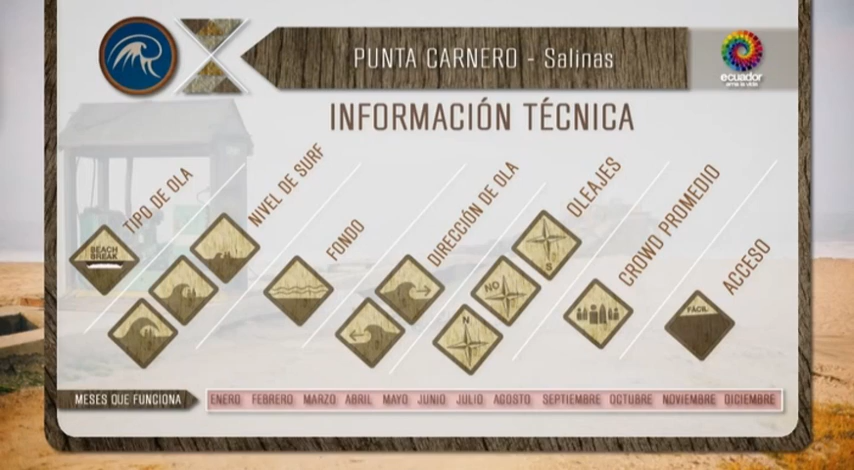 PUNTA CARNERO - Salinas
ecuador
ama la vida
INFORMACIÓN TÉCNICA
TIPO DE OLA
NIVEL DE SURF
FONDO
DIRECCIÓN DE OLA
OLEAJES
CROWD PROMEDIO
ACCESO
BEACH
BREAK
S
NO
N
FÁCIL
MESES QUE FUNCIONA
ENERO FEBRERO MARZO ABRIL MAYO JUNIO JULIO AGOSTO SEPTIEMBRE OCTUBRE NOVIEMBRE DICIEMBRE